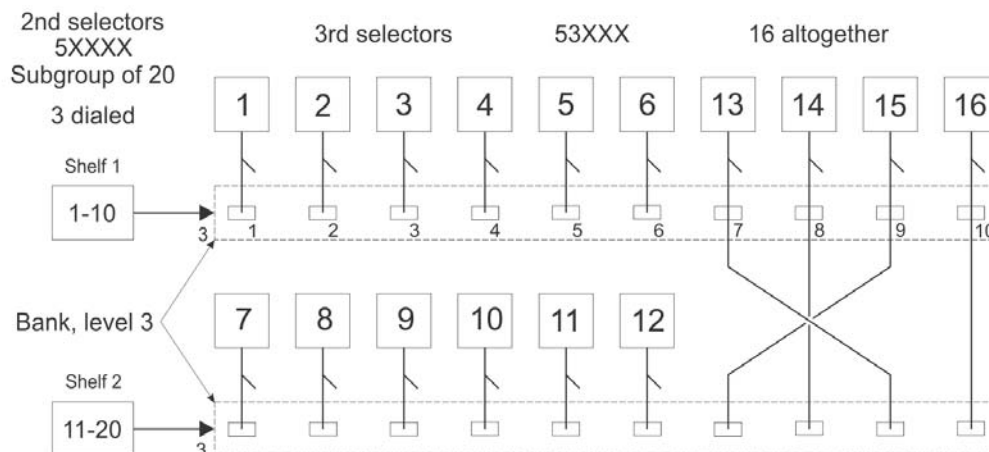 2nd selectors
5XXXX
Subgroup of 20
3 dialed
3rd selectors 53XXX 16 altogether
1 2 3 4 5 6 13 14 15 16
Shelf 1
1-10
3 1 2 3 4 5 6 7 8 9 10
Bank, level 3
7 8 9 10 11 12
Shelf 2
11-20
3